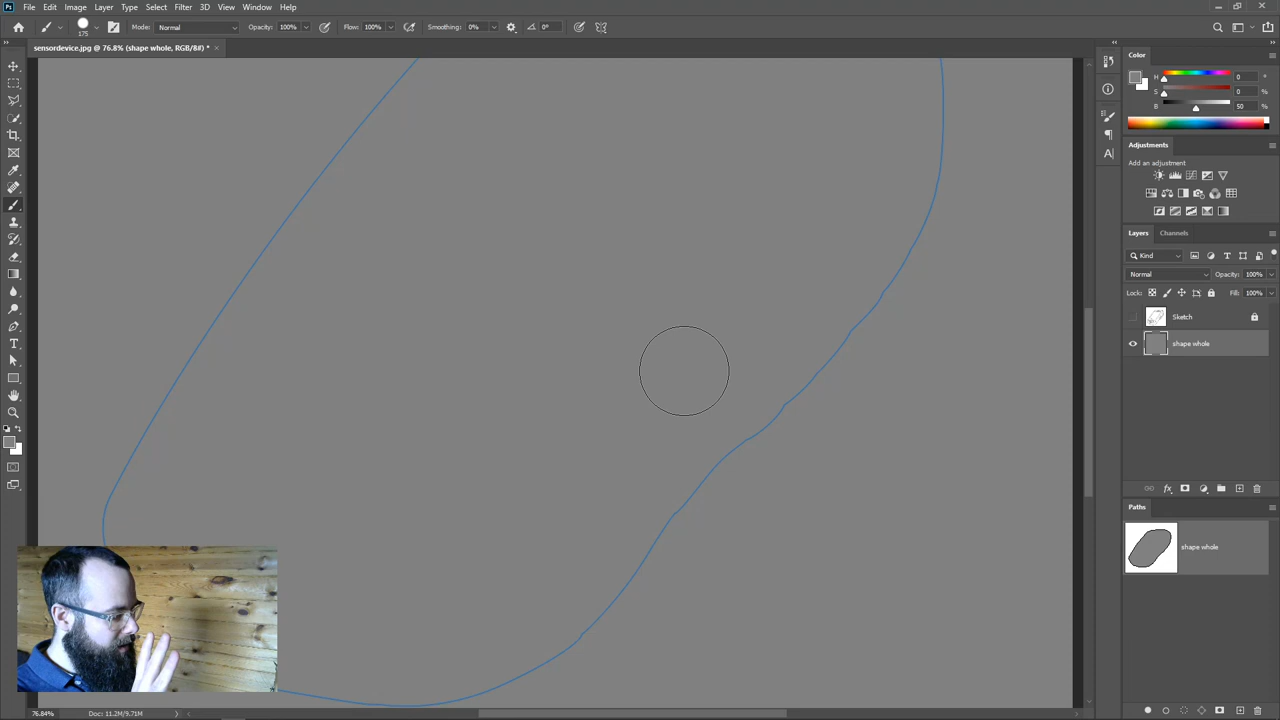 Ps File Edit Image Layer Type Select Filter 3D View Window Help
175 Mode: Normal Opacity: 100% Flow: 100% Smoothing: 0% 0°
sensordevice.jpg @ 76.8% (shape whole, RGB/8#) * ×
Color
H 0 °
S 0 %
B 50 %
Adjustments
Add an adjustment
Layers Channels
Kind
Normal Opacity: 100%
Lock: Fill: 100%
Sketch
shape whole
fx
Paths
shape whole
76.84% Doc: 11.2M/9.71M